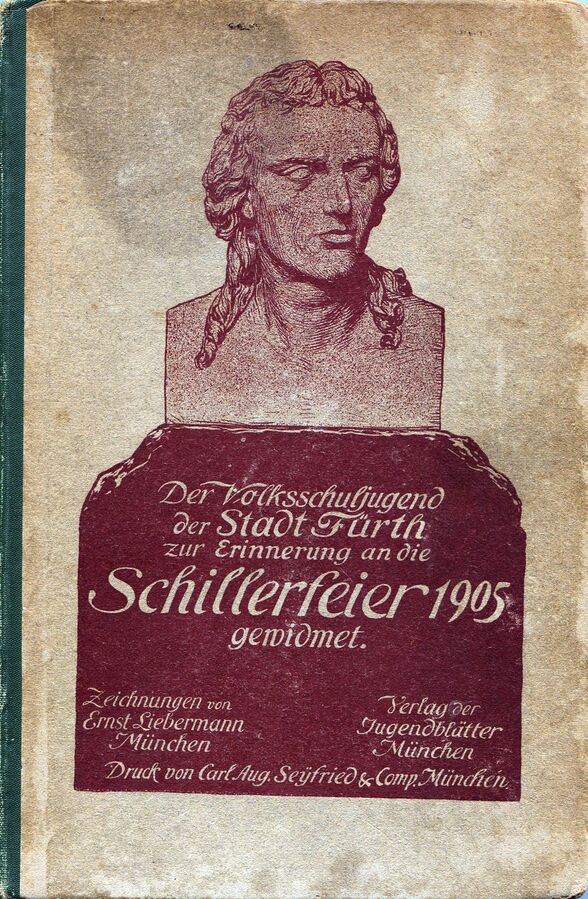 Der Volksschuljugend
der Stadt Fürth
zur Erinnerung an die
Schillerfeier 1905
gewidmet.
Zeichnungen von
Ernst Liebermann
München
Verlag der
Jugendblätter
München
Druck von Carl Aug. Seyfried & Comp. München